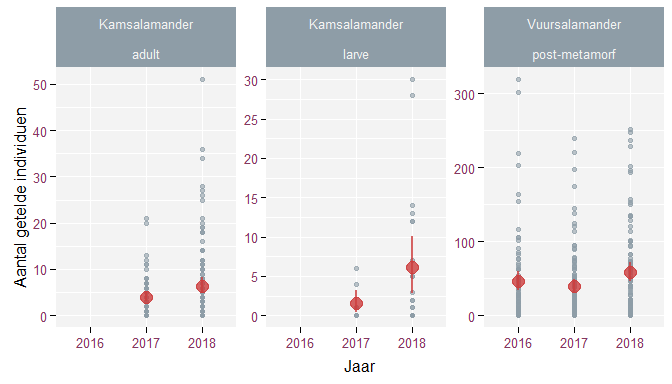 Kamsalamander
adult
Kamsalamander
larve
Vuursalamander
post-metamorf
Aantal getelde individuen
50
40
30
20
10
0
30
25
20
15
10
5
0
300
200
100
0
2016 2017 2018
2016 2017 2018
2016 2017 2018
Jaar